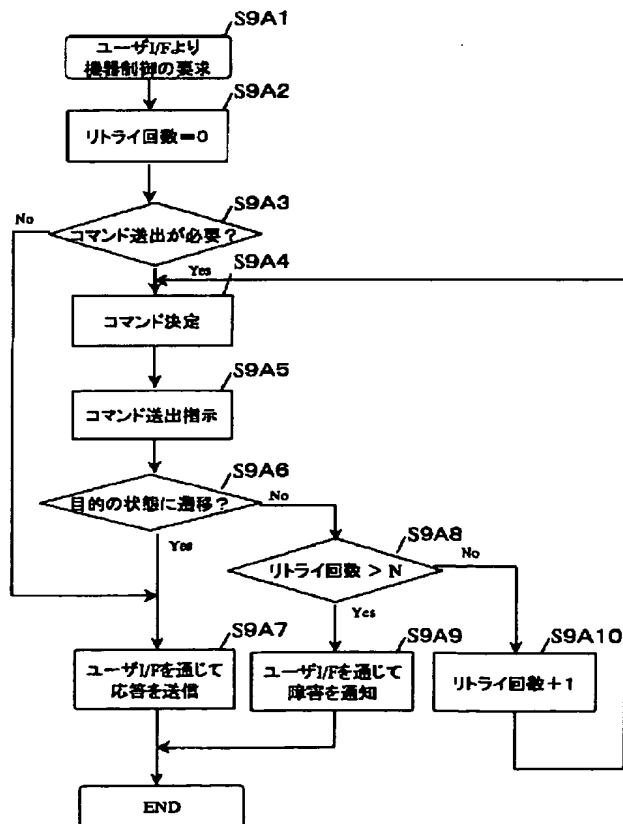 S9A1
ユーザI/Fより
機器制御の要求
S9A2
リトライ回数=0
S9A3
No
コマンド送出が必要?
Yes
S9A4
コマンド決定
S9A5
コマンド送出指示
S9A6
目的の状態に遷移?
No
Yes
S9A8
リトライ回数 > N
No
Yes
S9A7
ユーザI/Fを通じて
応答を送信
S9A9
ユーザI/Fを通じて
障害を通知
S9A10
リトライ回数+1
END